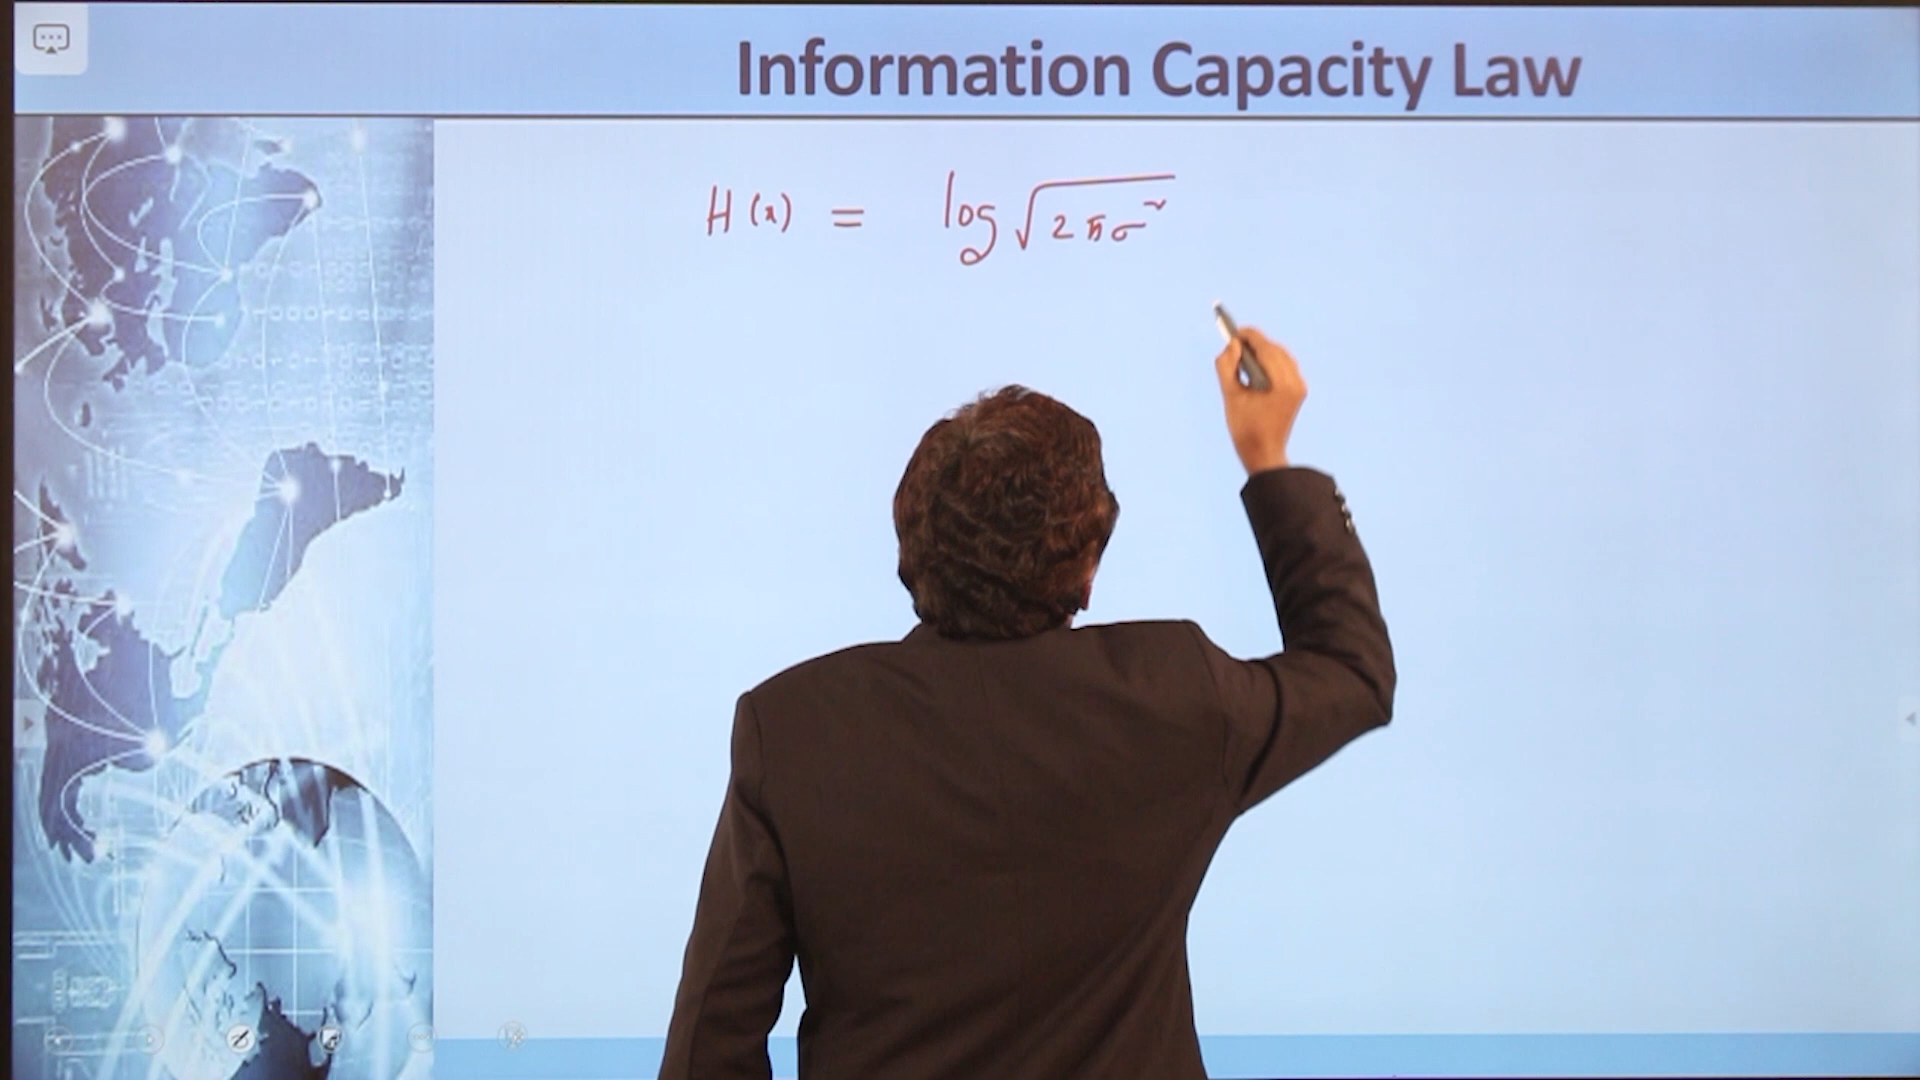 Information Capacity Law
H(x) = log √2πσ²